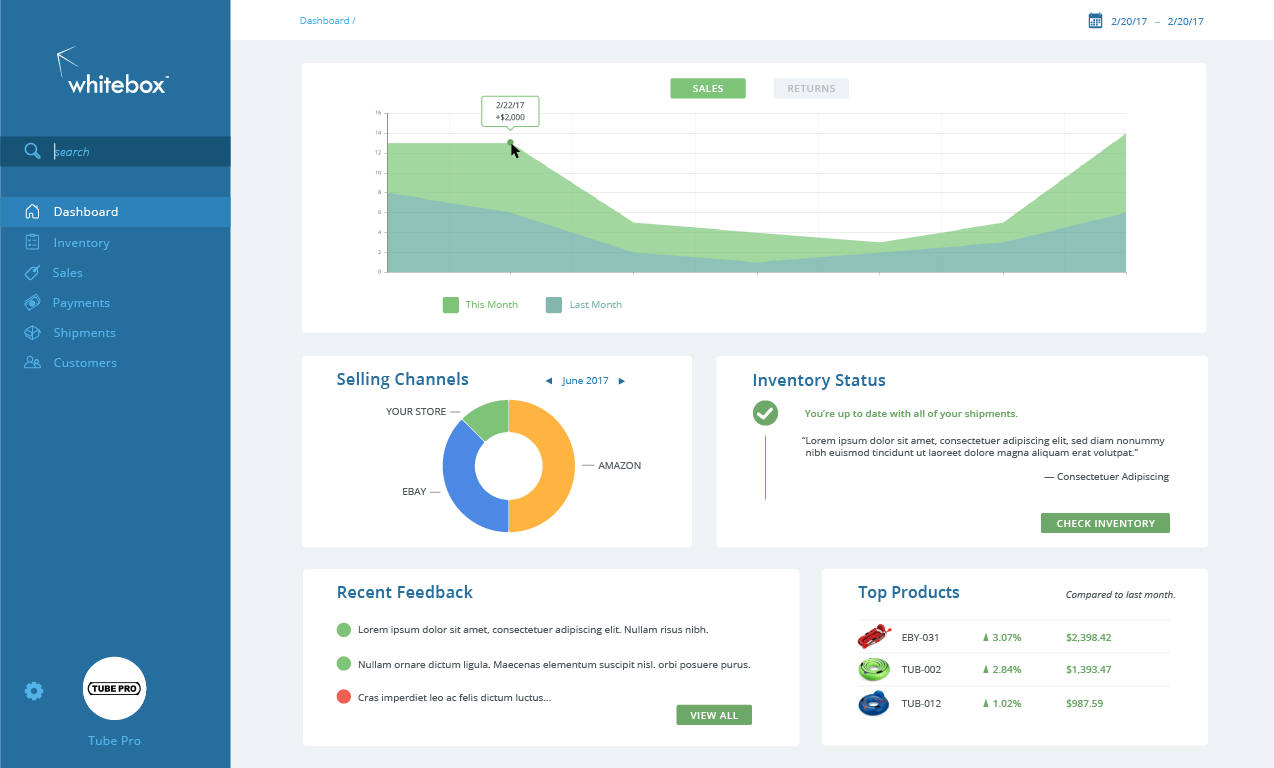 whitebox™
search
Dashboard
Inventory
Sales
Payments
Shipments
Customers
TUBE PRO
Tube Pro
Dashboard /
2/20/17 – 2/20/17
SALES
RETURNS
2/22/17
+$2,000
16
14
12
10
8
6
4
2
0
This Month
Last Month
Selling Channels
◄ June 2017 ►
YOUR STORE
AMAZON
EBAY
Inventory Status
You're up to date with all of your shipments.
“Lorem ipsum dolor sit amet, consectetuer adipiscing elit, sed diam nonummy
nibh euismod tincidunt ut laoreet dolore magna aliquam erat volutpat.”
— Consectetuer Adipiscing
CHECK INVENTORY
Recent Feedback
Lorem ipsum dolor sit amet, consectetuer adipiscing elit. Nullam risus nibh.
Nullam ornare dictum ligula. Maecenas elementum suscipit nisl. orbi posuere purus.
Cras imperdiet leo ac felis dictum luctus...
VIEW ALL
Top Products
Compared to last month.
EBY-031 3.07% $2,398.42
TUB-002 2.84% $1,393.47
TUB-012 1.02% $987.59